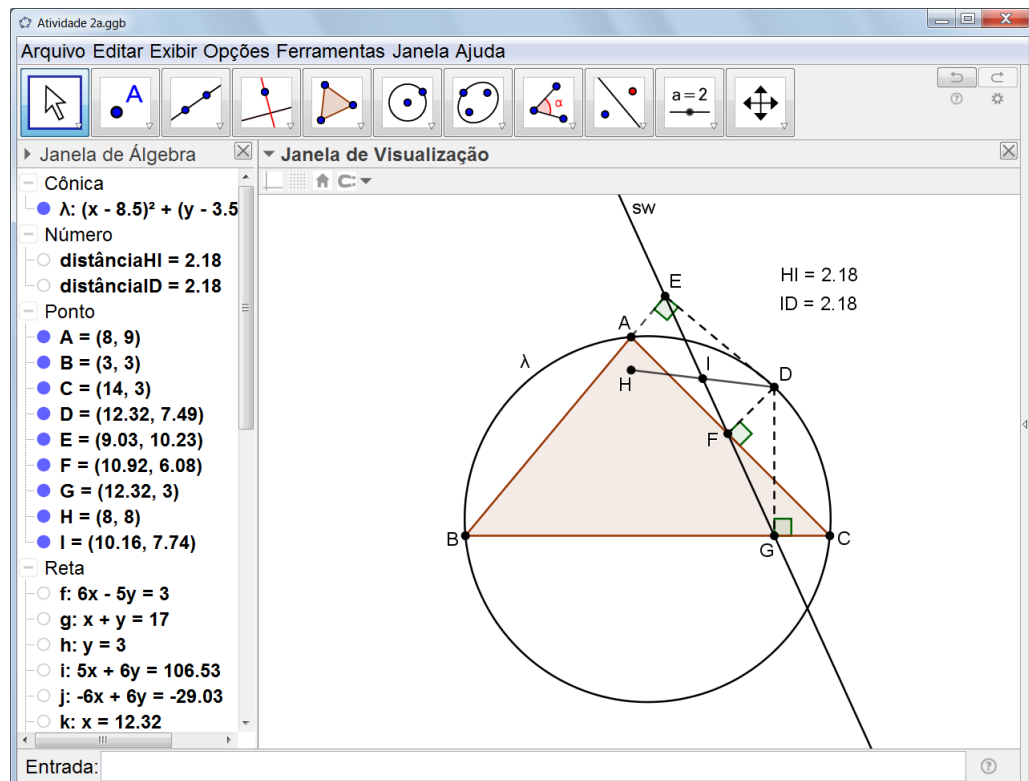 Atividade 2a.ggb
Arquivo Editar Exibir Opções Ferramentas Janela Ajuda
A
α
a = 2
Janela de Álgebra
Cônica
λ: (x - 8.5)² + (y - 3.5
Número
distânciaHI = 2.18
distânciaID = 2.18
Ponto
A = (8, 9)
B = (3, 3)
C = (14, 3)
D = (12.32, 7.49)
E = (9.03, 10.23)
F = (10.92, 6.08)
G = (12.32, 3)
H = (8, 8)
I = (10.16, 7.74)
Reta
f: 6x - 5y = 3
g: x + y = 17
h: y = 3
i: 5x + 6y = 106.53
j: -6x + 6y = -29.03
k: x = 12.32
Janela de Visualização
sw
E
HI = 2.18
ID = 2.18
A
λ
I
H
D
F
B
G
C
Entrada: